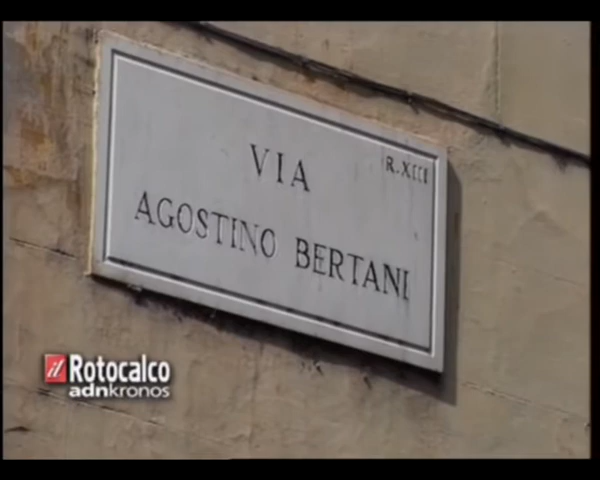 VIA
R.XIII
AGOSTINO BERTANI
il Rotocalco
adnkronos